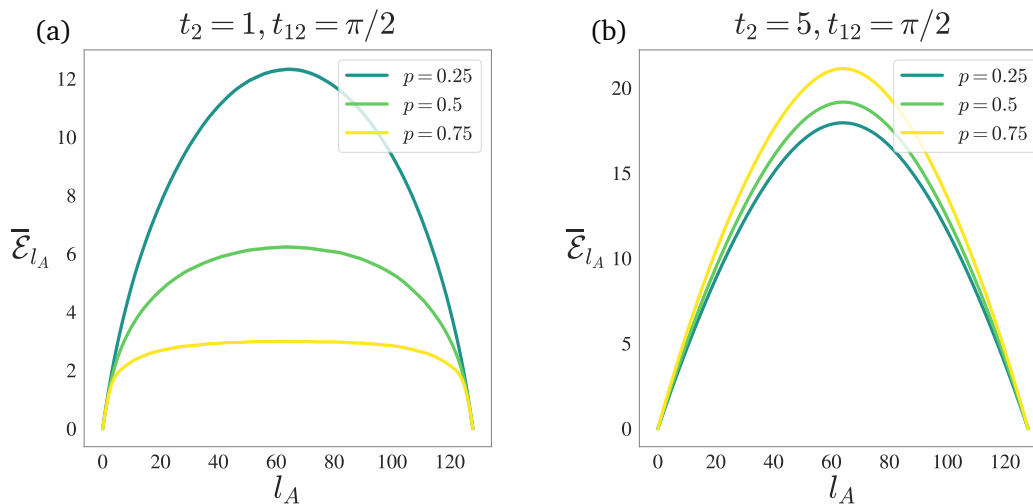 (a)
$t_2 = 1, t_{12} = \pi/2$
12
10
8
6
4
2
0
$\overline{\mathcal{E}}_{l_A}$
p = 0.25
p = 0.5
p = 0.75
0 20 40 60 80 100 120
$l_A$
(b)
$t_2 = 5, t_{12} = \pi/2$
20
15
10
5
0
$\overline{\mathcal{E}}_{l_A}$
p = 0.25
p = 0.5
p = 0.75
0 20 40 60 80 100 120
$l_A$